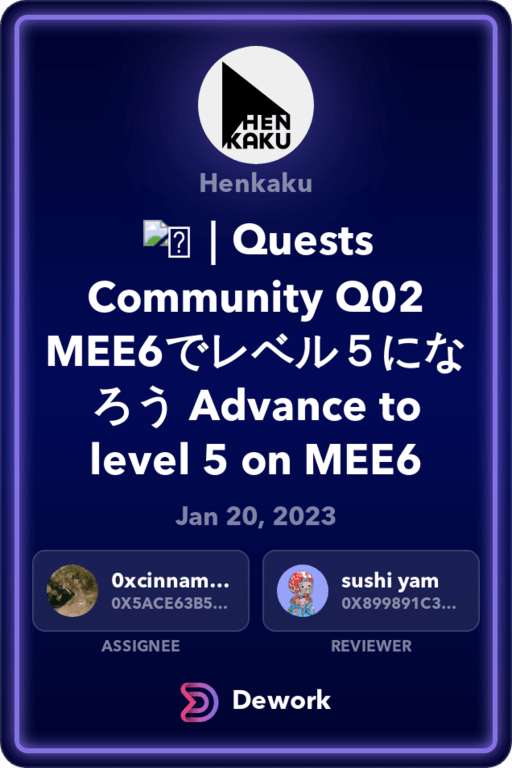 HEN
KAKU
Henkaku
| Quests
Community Q02
MEE6でレベル５にな
ろう Advance to
level 5 on MEE6
Jan 20, 2023
0xcinnam...
0X5ACE63B5...
ASSIGNEE
sushi yam
0X899891C3...
REVIEWER
Dework